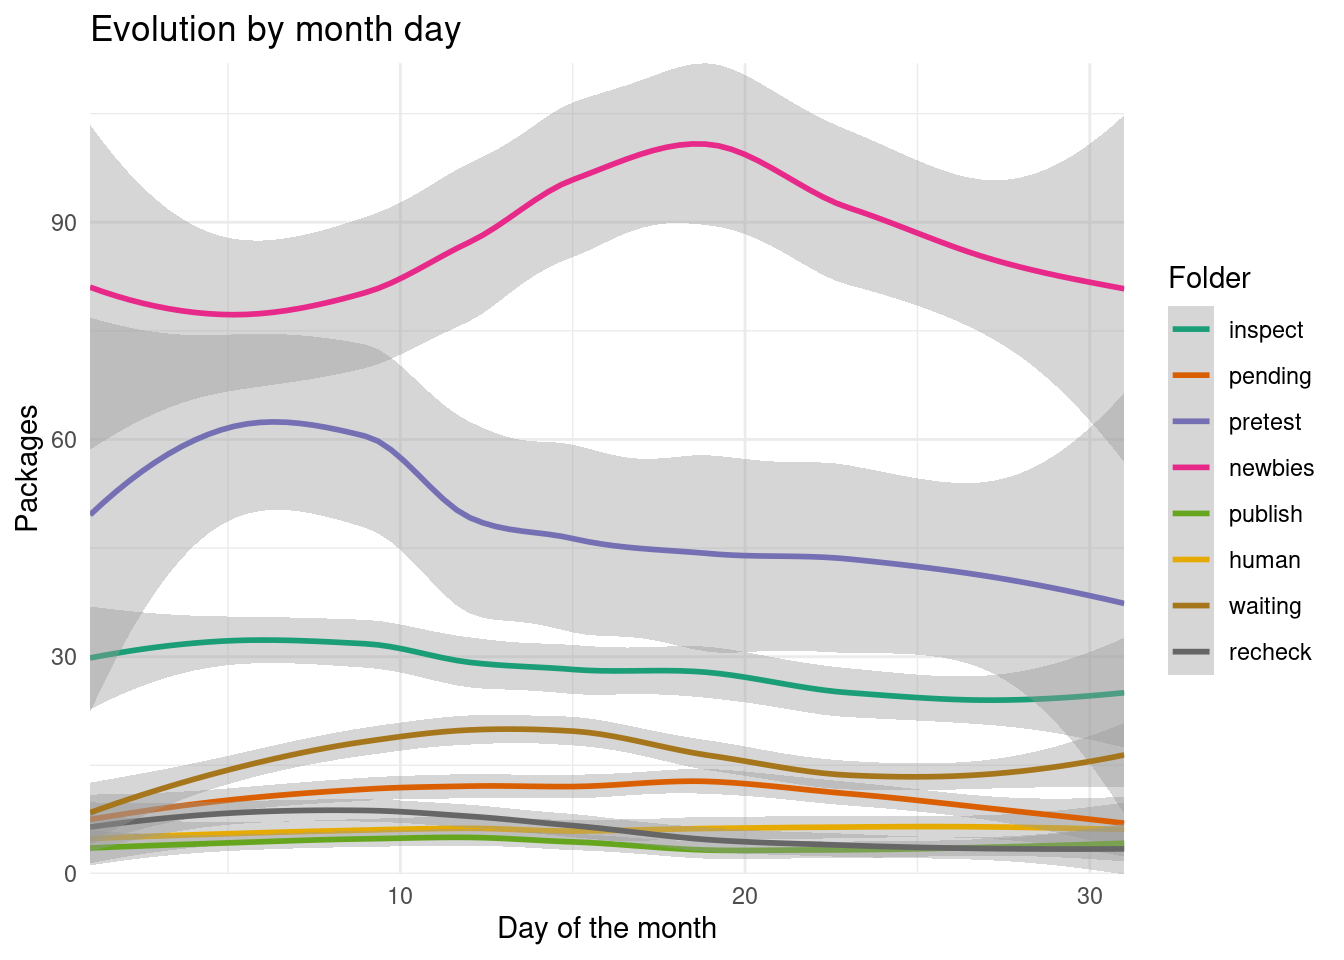 Evolution by month day
Packages
90
60
30
0
10
20
30
Day of the month
Folder
inspect
pending
pretest
newbies
publish
human
waiting
recheck